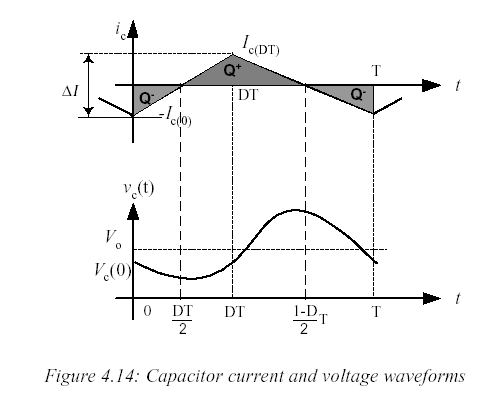 i_c
I_c(DT)
ΔI
Q⁻
Q⁺
Q⁻
T
t
DT
-I_c(0)
v_c(t)
V_o
V_c(0)
0
DT/2
DT
1-D/2 T
T
t
Figure 4.14: Capacitor current and voltage waveforms